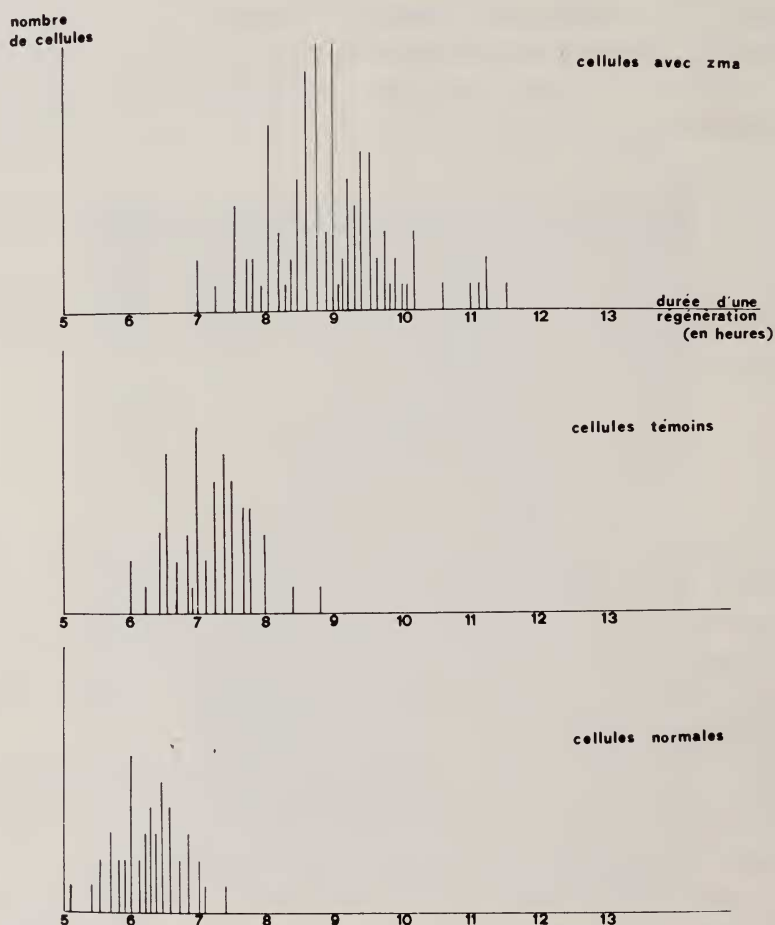 nombre
de cellules
cellules avec zma
durée d'une
régénération
(en heures)
5 6 7 8 9 10 11 12 13
cellules témoins
5 6 7 8 9 10 11 12 13
cellules normales
5 6 7 8 9 10 11 12 13